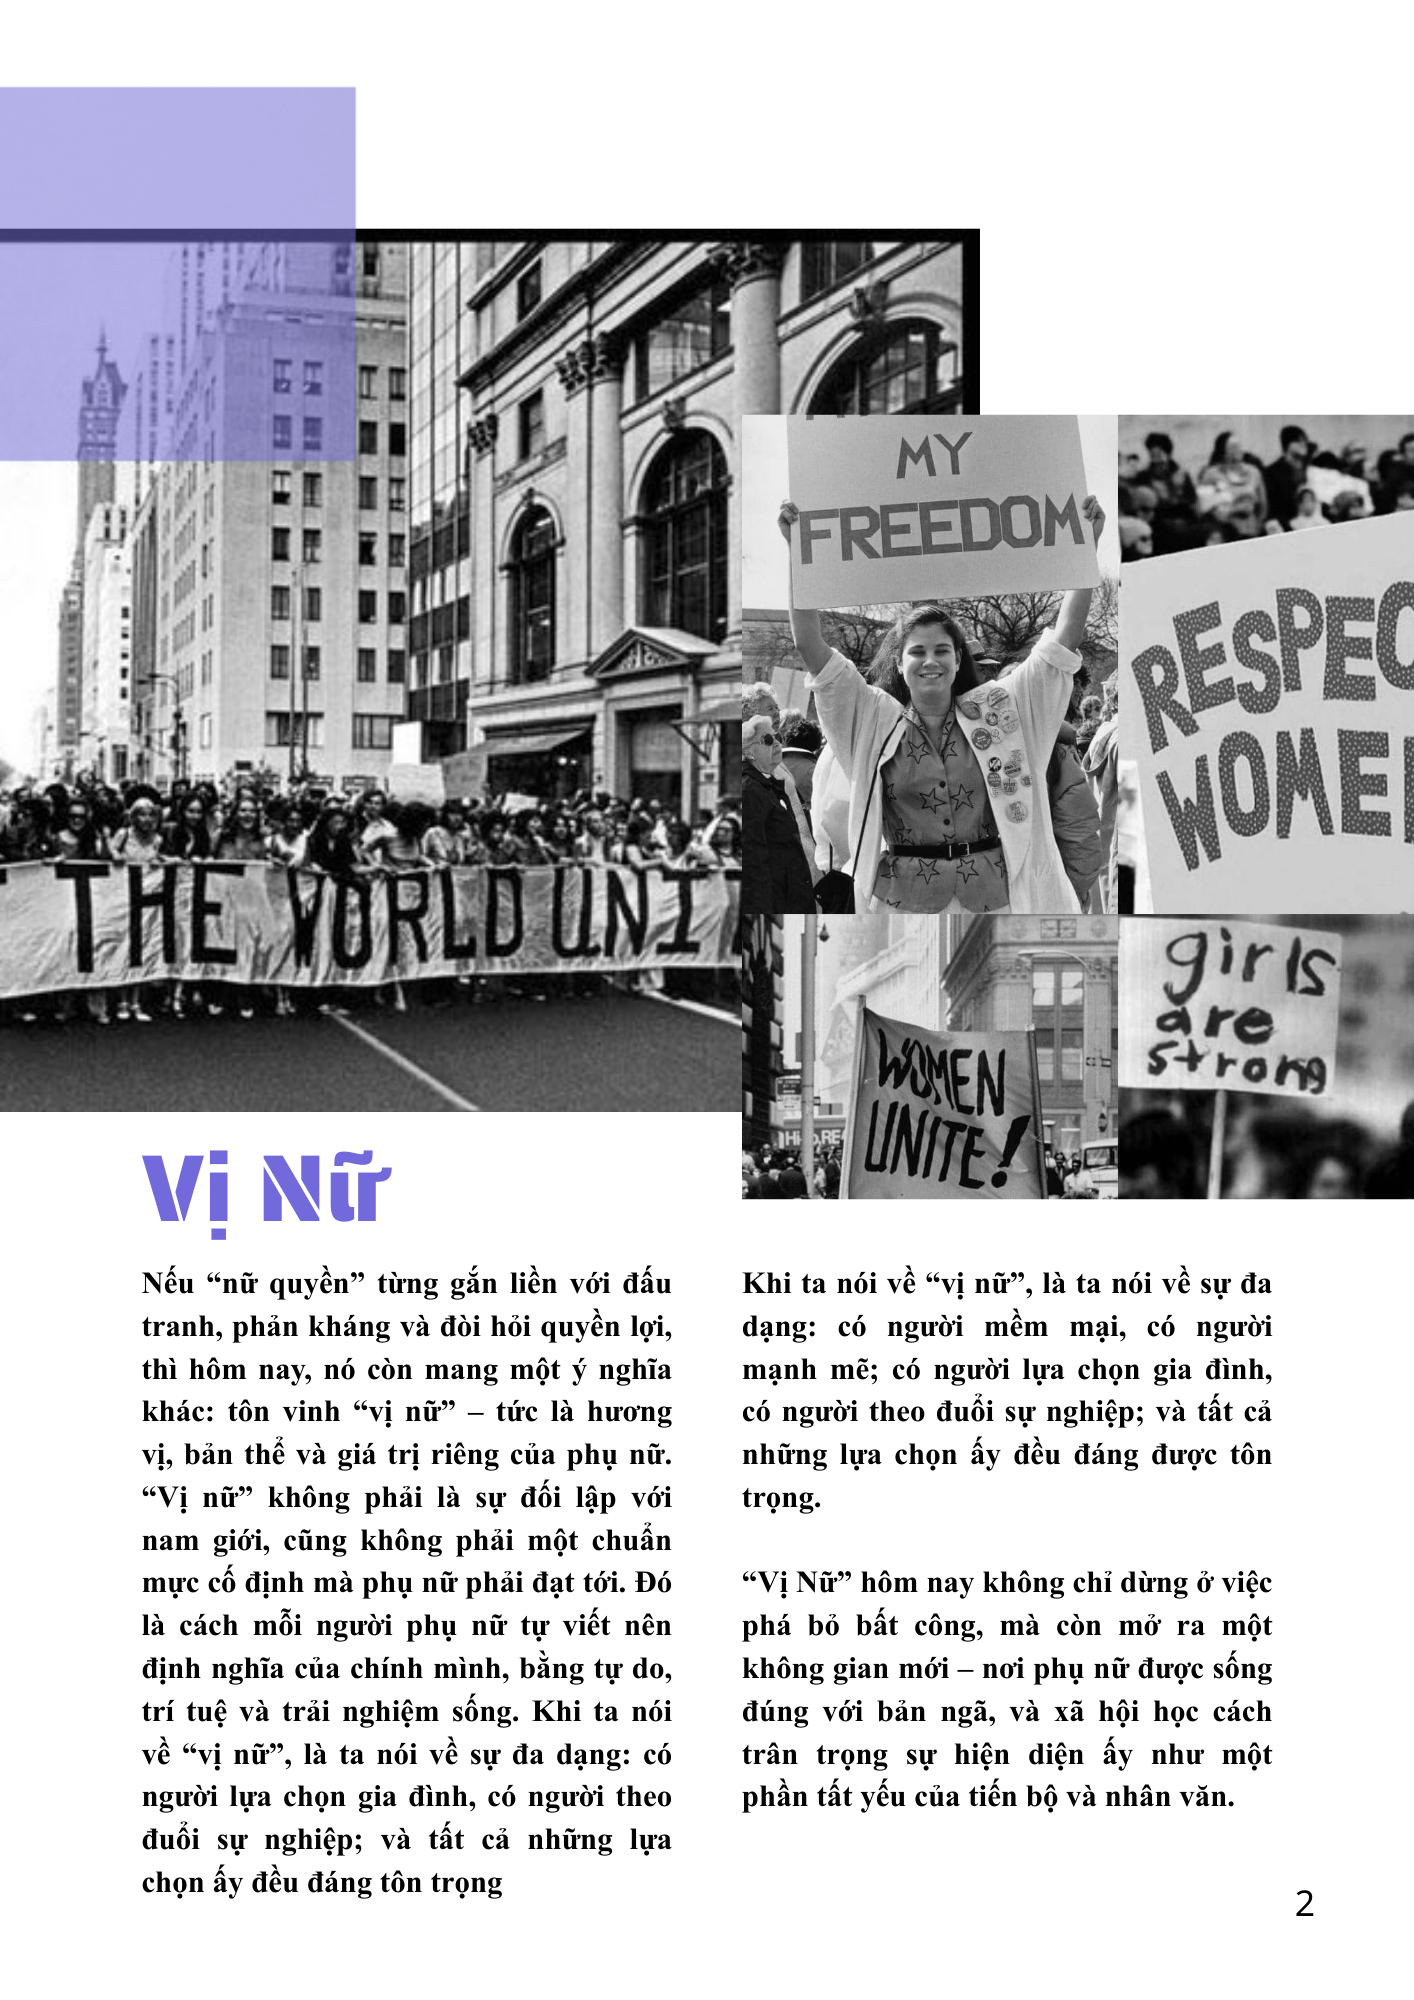 THE WORLD UNIT
MY
FREEDOM
RESPEC
WOMEN
WOMEN
UNITE!
girls
are
strong
Vị Nữ
Nếu “nữ quyền” từng gắn liền với đấu
tranh, phản kháng và đòi hỏi quyền lợi,
thì hôm nay, nó còn mang một ý nghĩa
khác: tôn vinh “vị nữ” – tức là hương
vị, bản thể và giá trị riêng của phụ nữ.
“Vị nữ” không phải là sự đối lập với
nam giới, cũng không phải một chuẩn
mực cố định mà phụ nữ phải đạt tới. Đó
là cách mỗi người phụ nữ tự viết nên
định nghĩa của chính mình, bằng tự do,
trí tuệ và trải nghiệm sống. Khi ta nói
về “vị nữ”, là ta nói về sự đa dạng: có
người lựa chọn gia đình, có người theo
đuổi sự nghiệp; và tất cả những lựa
chọn ấy đều đáng tôn trọng
Khi ta nói về “vị nữ”, là ta nói về sự đa
dạng: có người mềm mại, có người
mạnh mẽ; có người lựa chọn gia đình,
có người theo đuổi sự nghiệp; và tất cả
những lựa chọn ấy đều đáng được tôn
trọng.
“Vị Nữ” hôm nay không chỉ dừng ở việc
phá bỏ bất công, mà còn mở ra một
không gian mới – nơi phụ nữ được sống
đúng với bản ngã, và xã hội học cách
trân trọng sự hiện diện ấy như một
phần tất yếu của tiến bộ và nhân văn.
2